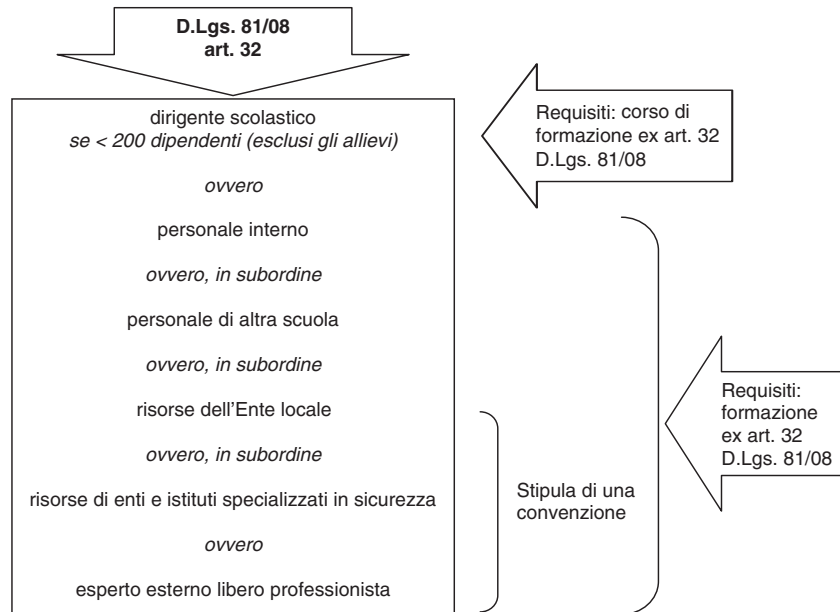 D.Lgs. 81/08
art. 32
dirigente scolastico
se < 200 dipendenti (esclusi gli allievi)
ovvero
personale interno
ovvero, in subordine
personale di altra scuola
ovvero, in subordine
risorse dell'Ente locale
ovvero, in subordine
risorse di enti e istituti specializzati in sicurezza
ovvero
esperto esterno libero professionista
Requisiti: corso di
formazione ex art. 32
D.Lgs. 81/08
Stipula di una
convenzione
Requisiti:
formazione
ex art. 32
D.Lgs. 81/08